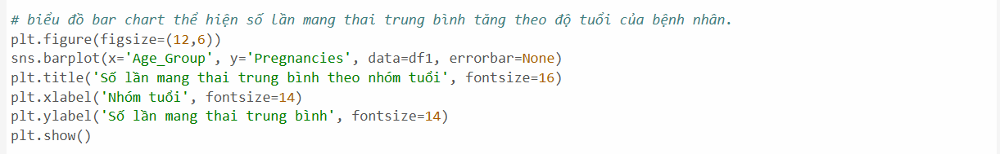 # biểu đồ bar chart thể hiện số lần mang thai trung bình tăng theo độ tuổi của bệnh nhân.
plt.figure(figsize=(12,6))
sns.barplot(x='Age_Group', y='Pregnancies', data=df1, errorbar=None)
plt.title('Số lần mang thai trung bình theo nhóm tuổi', fontsize=16)
plt.xlabel('Nhóm tuổi', fontsize=14)
plt.ylabel('Số lần mang thai trung bình', fontsize=14)
plt.show()